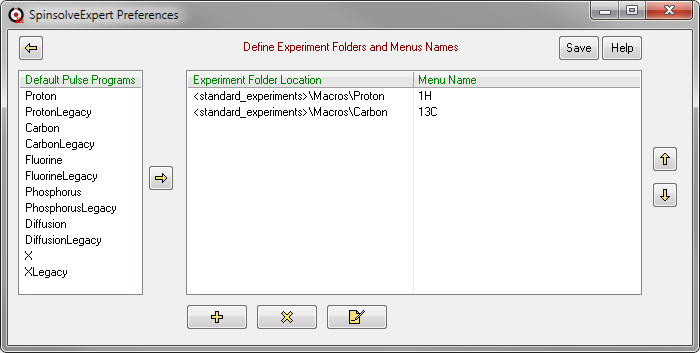 SpinsolveExpert Preferences
Define Experiment Folders and Menus Names
Save
Help
Default Pulse Programs
Proton
ProtonLegacy
Carbon
CarbonLegacy
Fluorine
FluorineLegacy
Phosphorus
PhosphorusLegacy
Diffusion
DiffusionLegacy
X
XLegacy
Experiment Folder Location Menu Name
<standard_experiments>\Macros\Proton 1H
<standard_experiments>\Macros\Carbon 13C